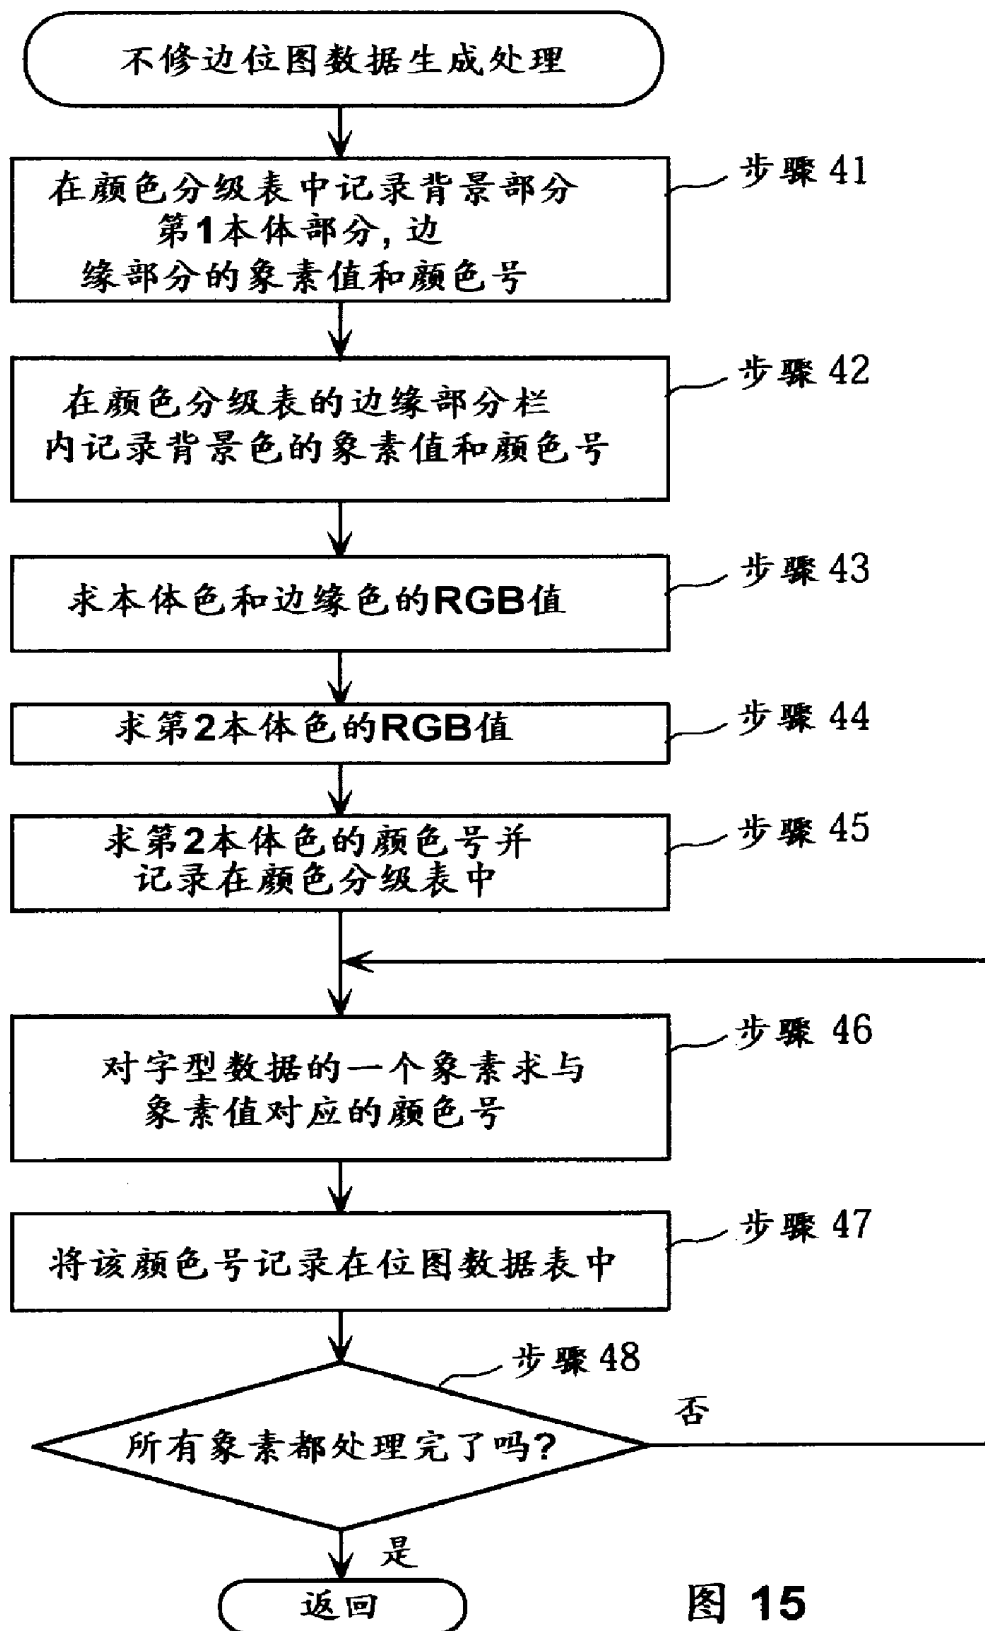 不修边位图数据生成处理
步骤 41
在颜色分级表中记录背景部分
第1本体部分, 边
缘部分的象素值和颜色号
步骤 42
在颜色分级表的边缘部分栏
内记录背景色的象素值和颜色号
步骤 43
求本体色和边缘色的RGB值
步骤 44
求第2本体色的RGB值
步骤 45
求第2本体色的颜色号并
记录在颜色分级表中
步骤 46
对字型数据的一个象素求与
象素值对应的颜色号
步骤 47
将该颜色号记录在位图数据表中
步骤 48
所有象素都处理完了吗?
否
是
返回
图 15